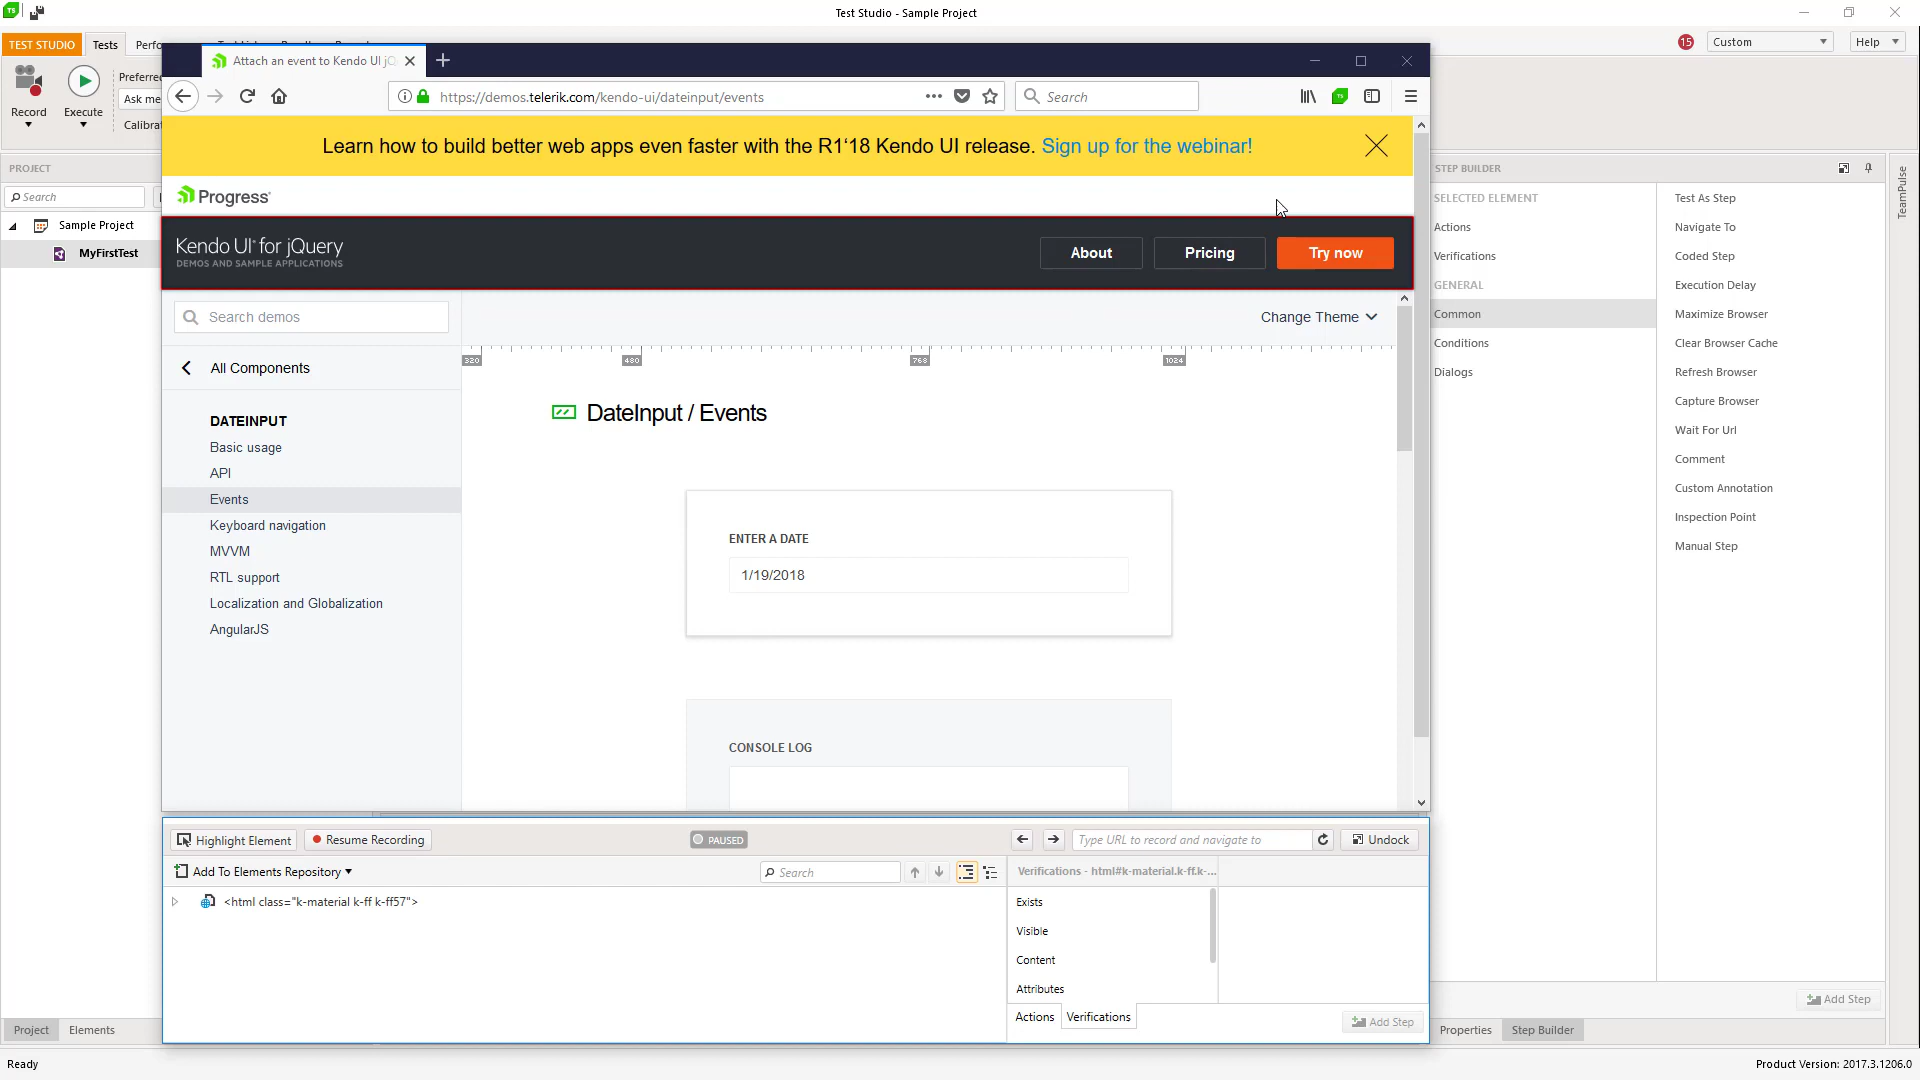 Test Studio - Sample Project
TEST STUDIO
Tests
15
Custom
Help
Record
Execute
Preferred
Ask me
PROJECT
Search
Sample Project
MyFirstTest
Attach an event to Kendo UI
https://demos.telerik.com/kendo-ui/dateinput/events
Search
Learn how to build better web apps even faster with the R1‘18 Kendo UI release. Sign up for the webinar!
Progress
Kendo UI® for jQuery
DEMOS AND SAMPLE APPLICATIONS
About
Pricing
Try now
Search demos
Change Theme
320
480
768
1024
All Components
DATEINPUT
Basic usage
API
Events
Keyboard navigation
MVVM
RTL support
Localization and Globalization
AngularJS
DateInput / Events
ENTER A DATE
1/19/2018
CONSOLE LOG
STEP BUILDER
SELECTED ELEMENT
Actions
Verifications
GENERAL
Common
Conditions
Dialogs
Test As Step
Navigate To
Coded Step
Execution Delay
Maximize Browser
Clear Browser Cache
Refresh Browser
Capture Browser
Wait For Url
Comment
Custom Annotation
Inspection Point
Manual Step
TeamPulse
Highlight Element
Resume Recording
PAUSED
Type URL to record and navigate to
Undock
Add To Elements Repository
Search
<html class="k-material k-ff k-ff57">
Verifications - html#k-material.k-ff.k-...
Exists
Visible
Content
Attributes
Actions
Verifications
Add Step
Add Step
Project
Elements
Properties
Step Builder
Ready
Product Version: 2017.3.1206.0